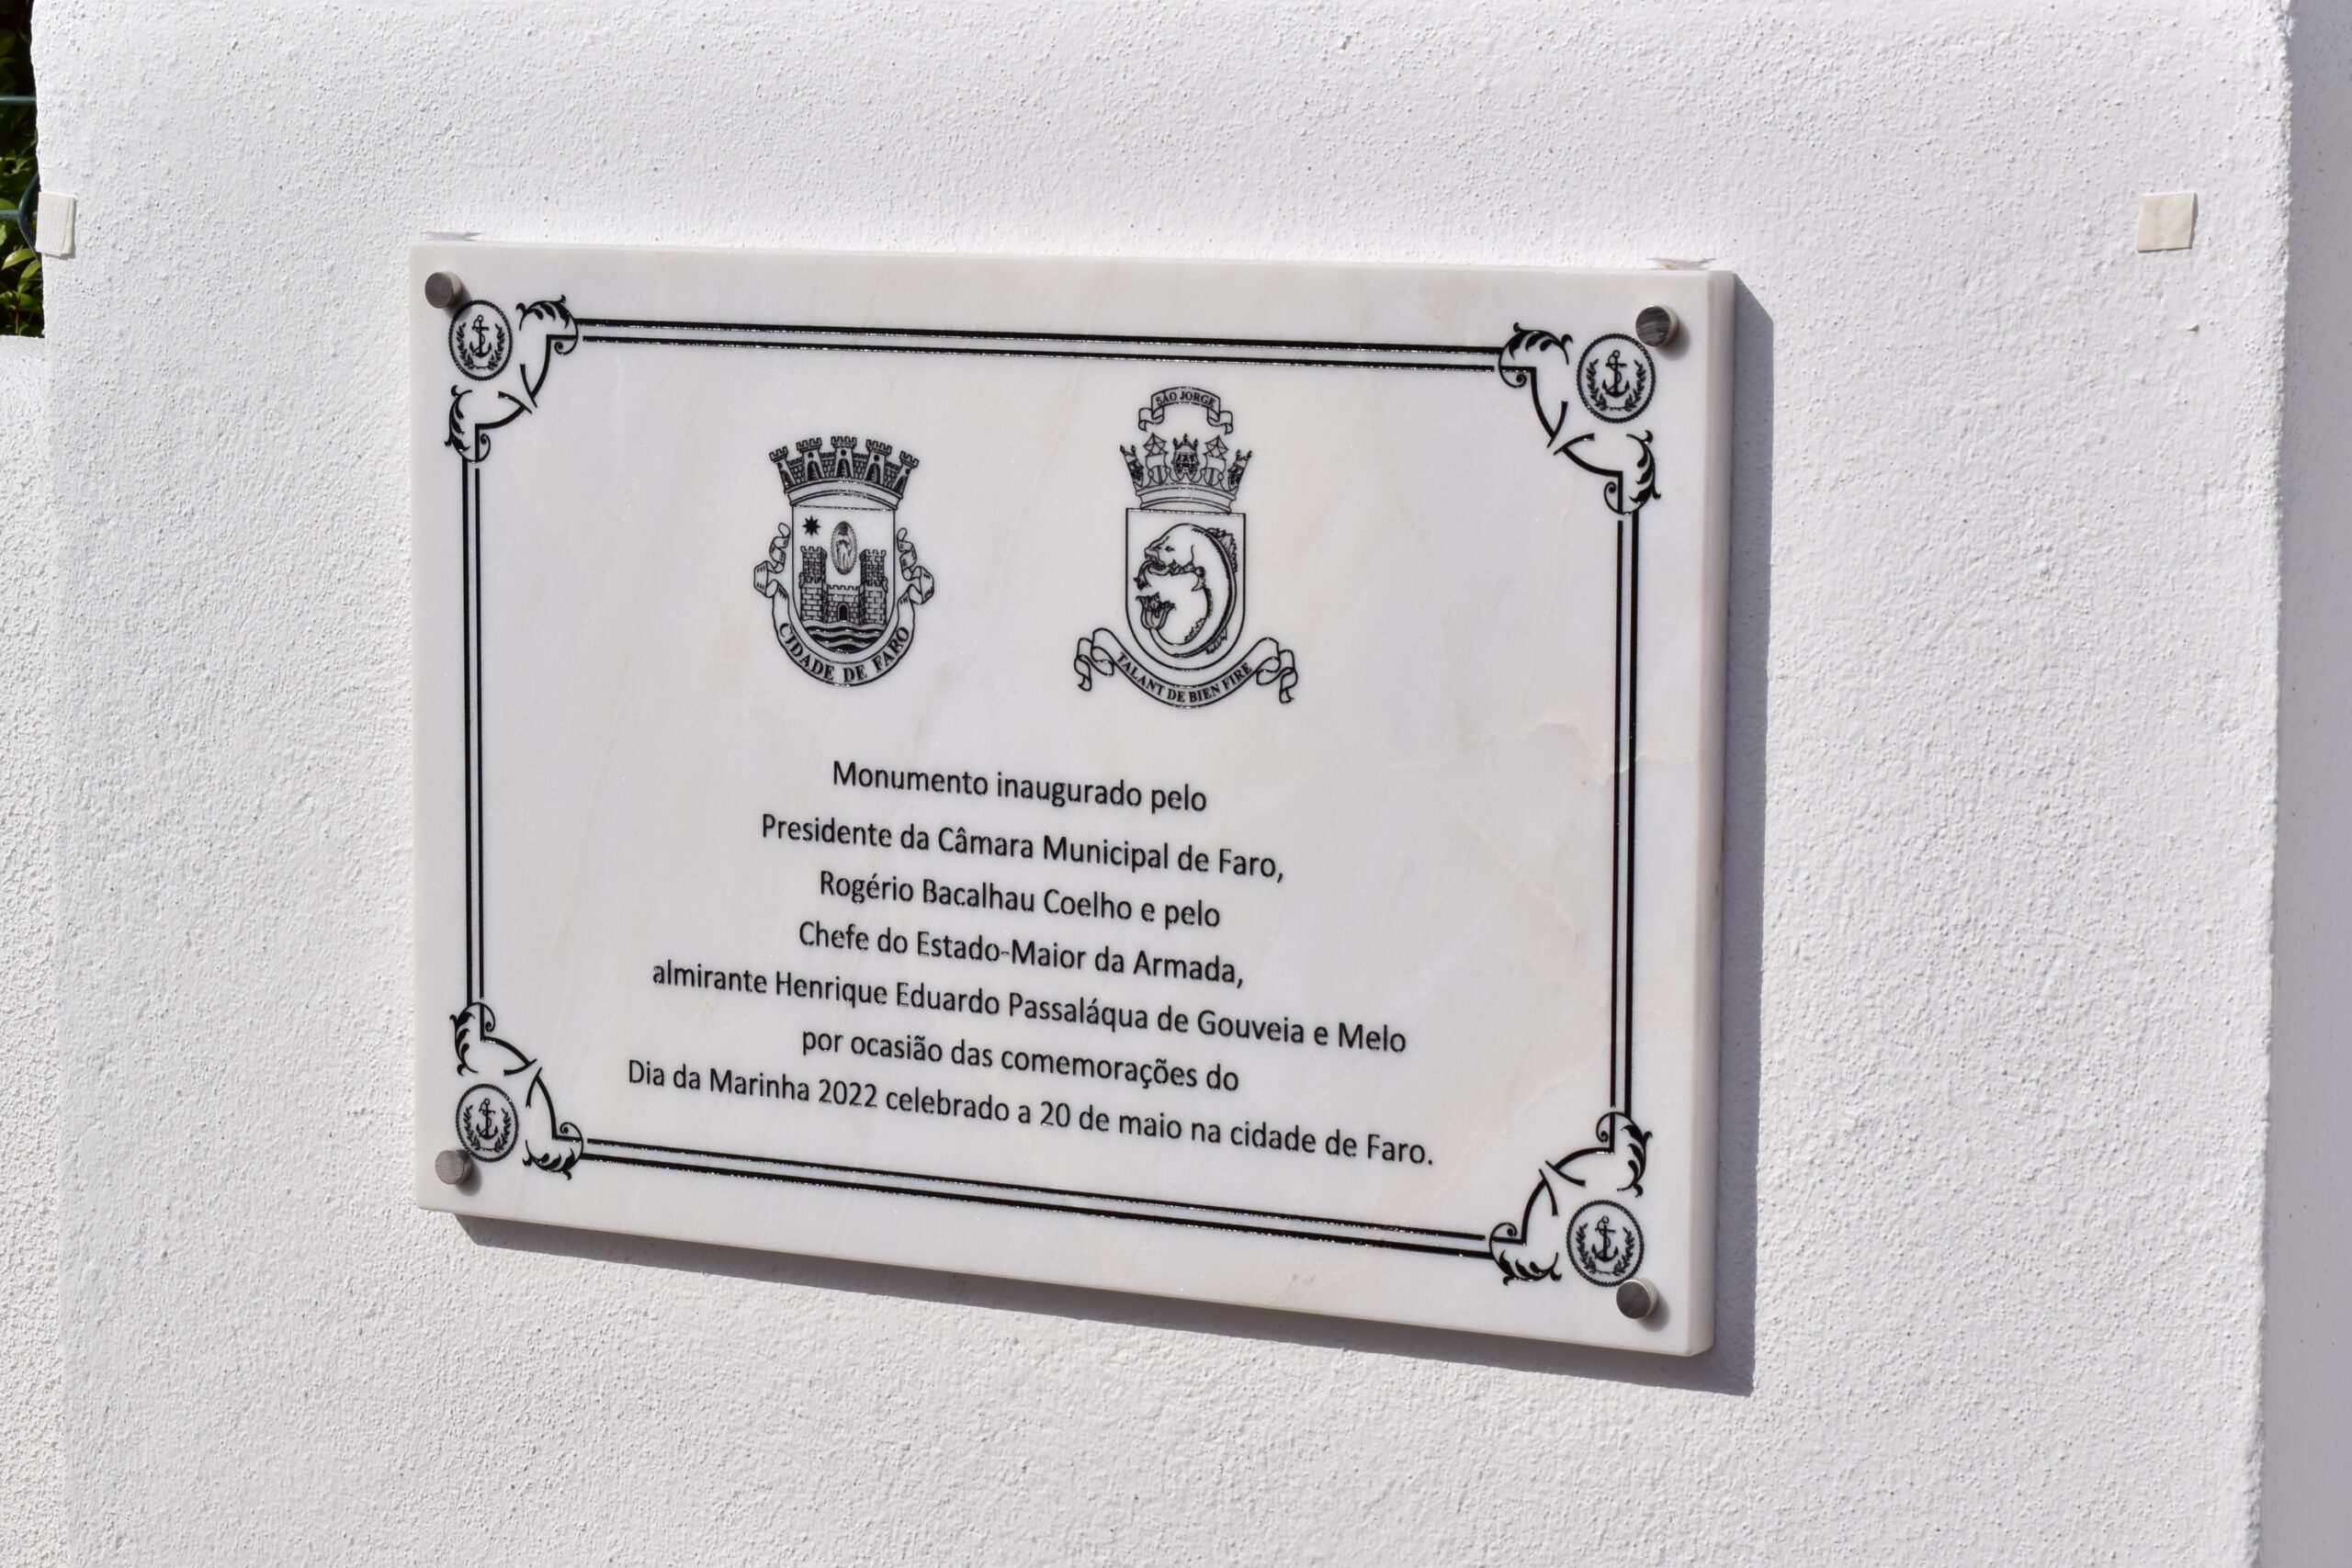 SÃO JORGE
CIDADE DE FARO
TALANT DE BIEN FIRE
Monumento inaugurado pelo
Presidente da Câmara Municipal de Faro,
Rogério Bacalhau Coelho e pelo
Chefe do Estado-Maior da Armada,
almirante Henrique Eduardo Passaláqua de Gouveia e Melo
por ocasião das comemorações do
Dia da Marinha 2022 celebrado a 20 de maio na cidade de Faro.